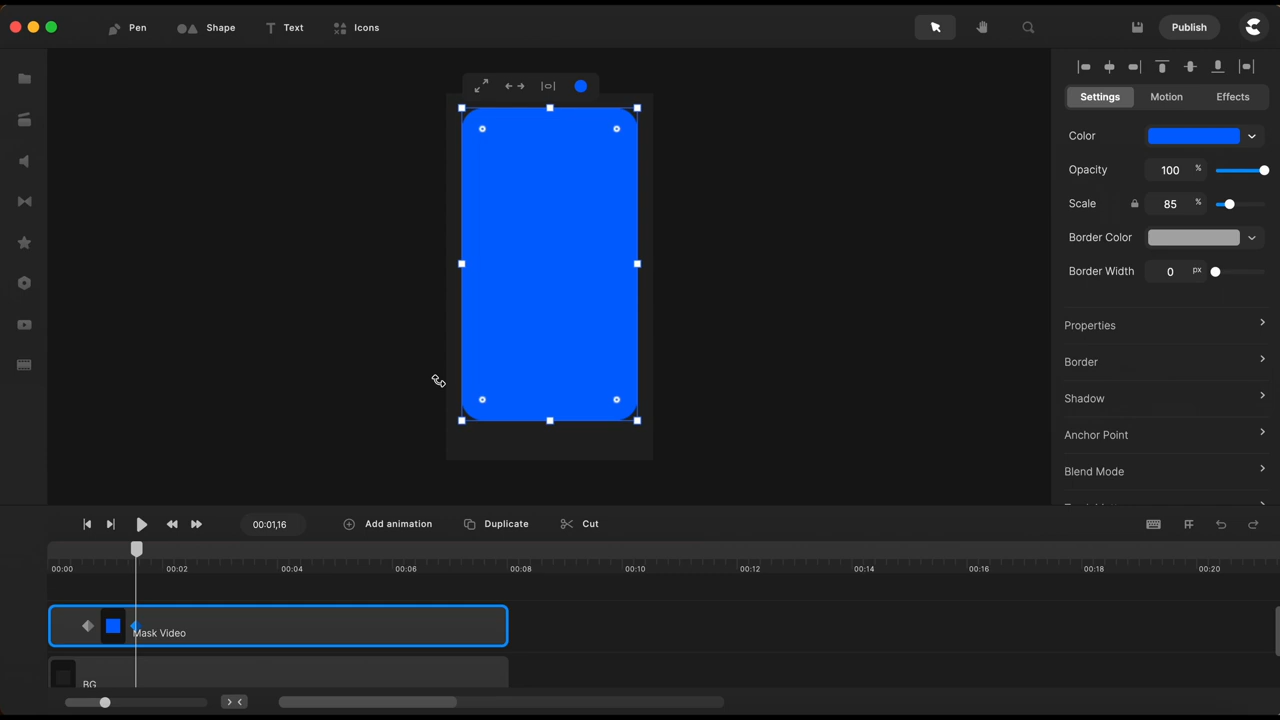 Pen Shape Text Icons Publish
Settings Motion Effects
Color
Opacity 100 %
Scale 85 %
Border Color
Border Width 0 px
Properties
Border
Shadow
Anchor Point
Blend Mode
00:01,16 Add animation Duplicate Cut
00:00 00:02 00:04 00:06 00:08 00:10 00:12 00:14 00:16 00:18 00:20
Mask Video
BG